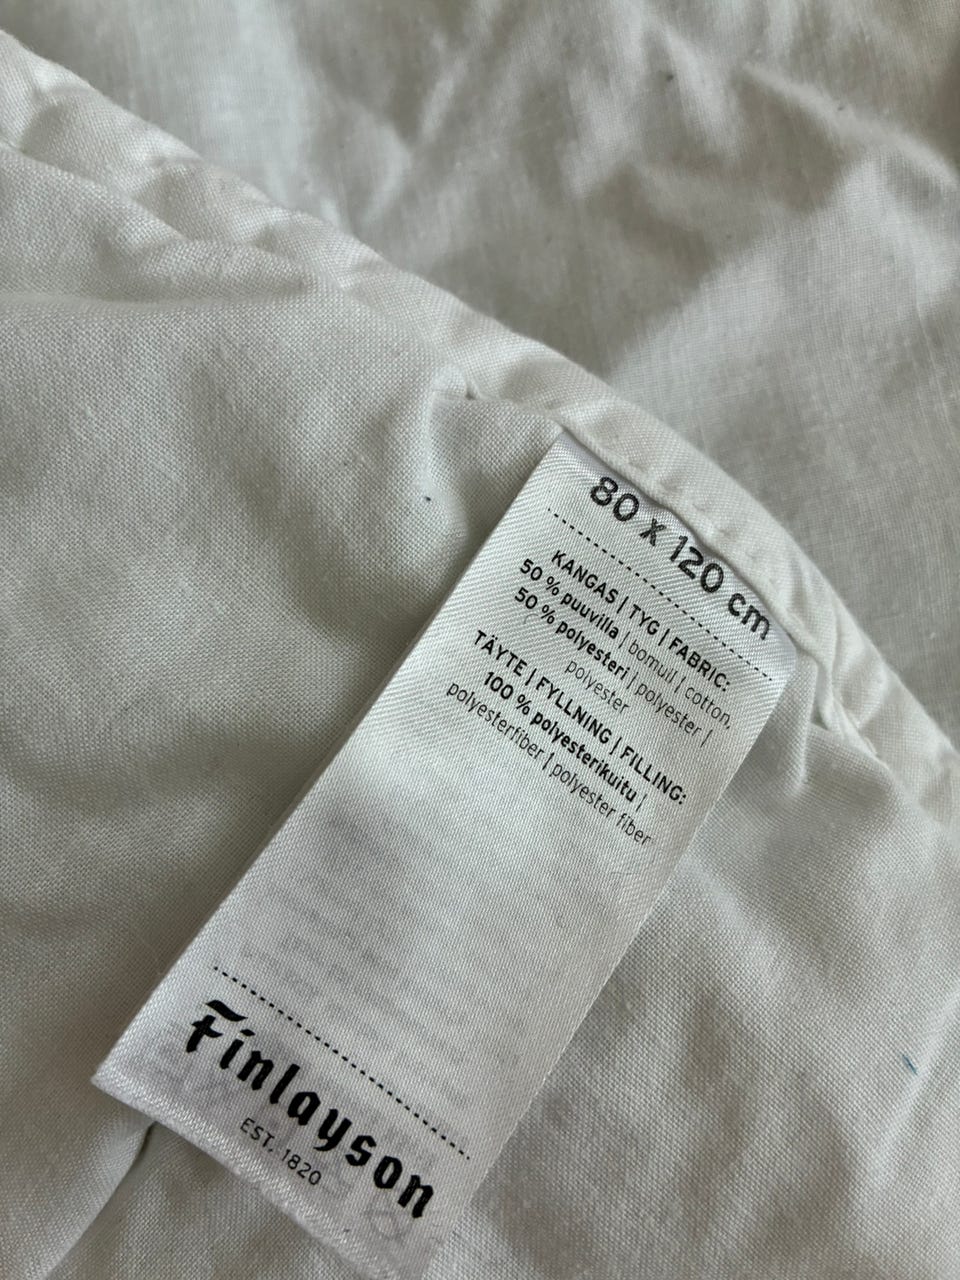 80 x 120 cm
KANGAS | TYG | FABRIC:
50 % puuvilla | bomull | cotton,
50 % polyesteri | polyester |
polyester
TÄYTE | FYLLNING | FILLING:
100 % polyesterikuitu |
polyesterfiber | polyester fiber
Finlayson
EST. 1820